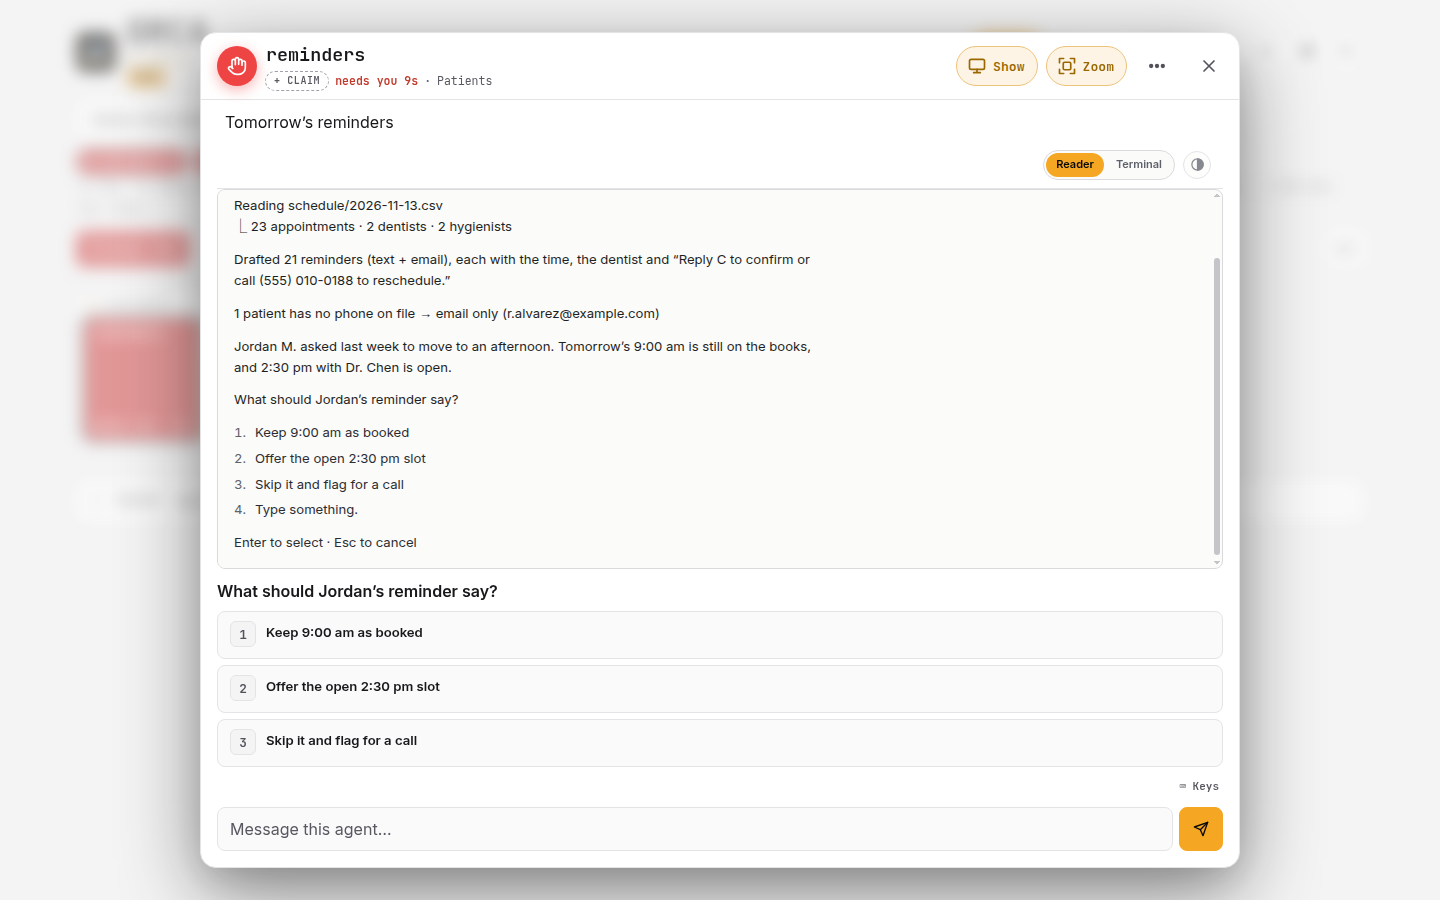 reminders
+ CLAIM needs you 9s · Patients
Show
Zoom
Tomorrow’s reminders
Reader
Terminal
Reading schedule/2026-11-13.csv
⎿ 23 appointments · 2 dentists · 2 hygienists
Drafted 21 reminders (text + email), each with the time, the dentist and “Reply C to confirm or
call (555) 010-0188 to reschedule.”
1 patient has no phone on file → email only (r.alvarez@example.com)
Jordan M. asked last week to move to an afternoon. Tomorrow’s 9:00 am is still on the books,
and 2:30 pm with Dr. Chen is open.
What should Jordan’s reminder say?
1. Keep 9:00 am as booked
2. Offer the open 2:30 pm slot
3. Skip it and flag for a call
4. Type something.
Enter to select · Esc to cancel
What should Jordan’s reminder say?
1 Keep 9:00 am as booked
2 Offer the open 2:30 pm slot
3 Skip it and flag for a call
Keys
Message this agent...